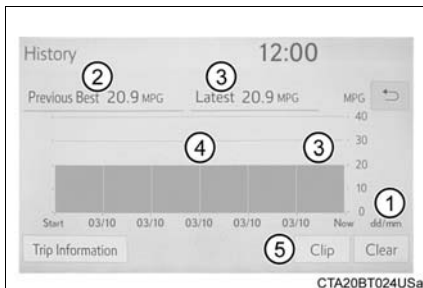 History 12:00
2 3
Previous Best 20.9 MPG Latest 20.9 MPG MPG
40
4 3 30
20
10
1
0
Start 03/10 03/10 03/10 03/10 03/10 Now dd/mm
Trip Information 5 Clip Clear
CTA20BT024USa